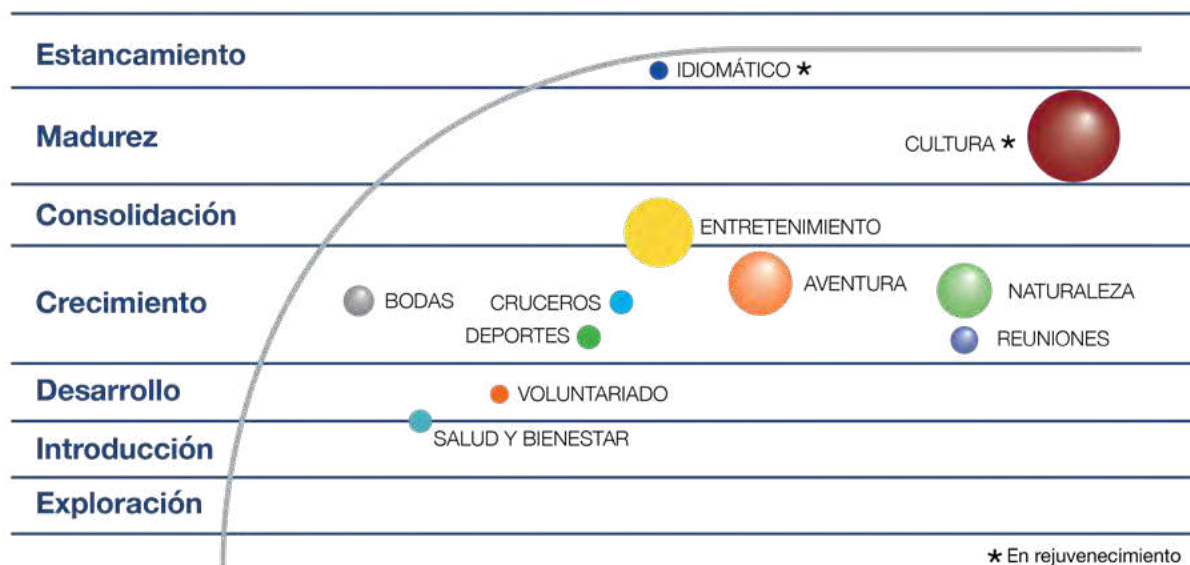 Estancamiento
IDIOMÁTICO *
Madurez
CULTURA *
Consolidación
ENTRETENIMIENTO
Crecimiento
BODAS
CRUCEROS
AVENTURA
NATURALEZA
DEPORTES
REUNIONES
Desarrollo
VOLUNTARIADO
SALUD Y BIENESTAR
Introducción
Exploración
* En rejuvenecimiento